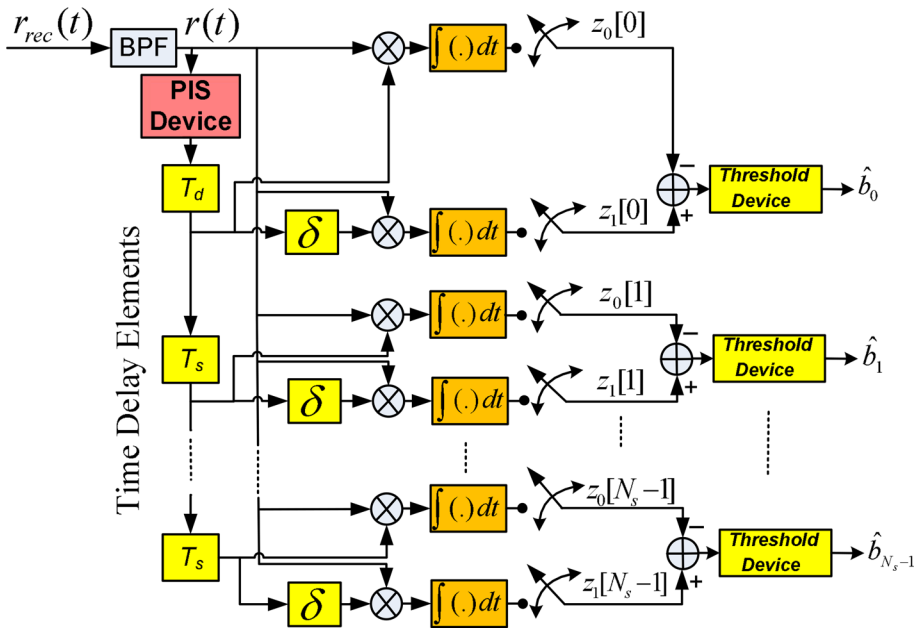 r_rec(t)
BPF
r(t)
PIS
Device
T_d
T_s
T_s
Time Delay Elements
δ
δ
δ
∫(.)dt
z_0[0]
−
∫(.)dt
z_1[0]
+
Threshold
Device
b̂_0
∫(.)dt
z_0[1]
−
∫(.)dt
z_1[1]
+
Threshold
Device
b̂_1
∫(.)dt
z_0[N_s−1]
−
∫(.)dt
z_1[N_s−1]
+
Threshold
Device
b̂_{N_s−1}